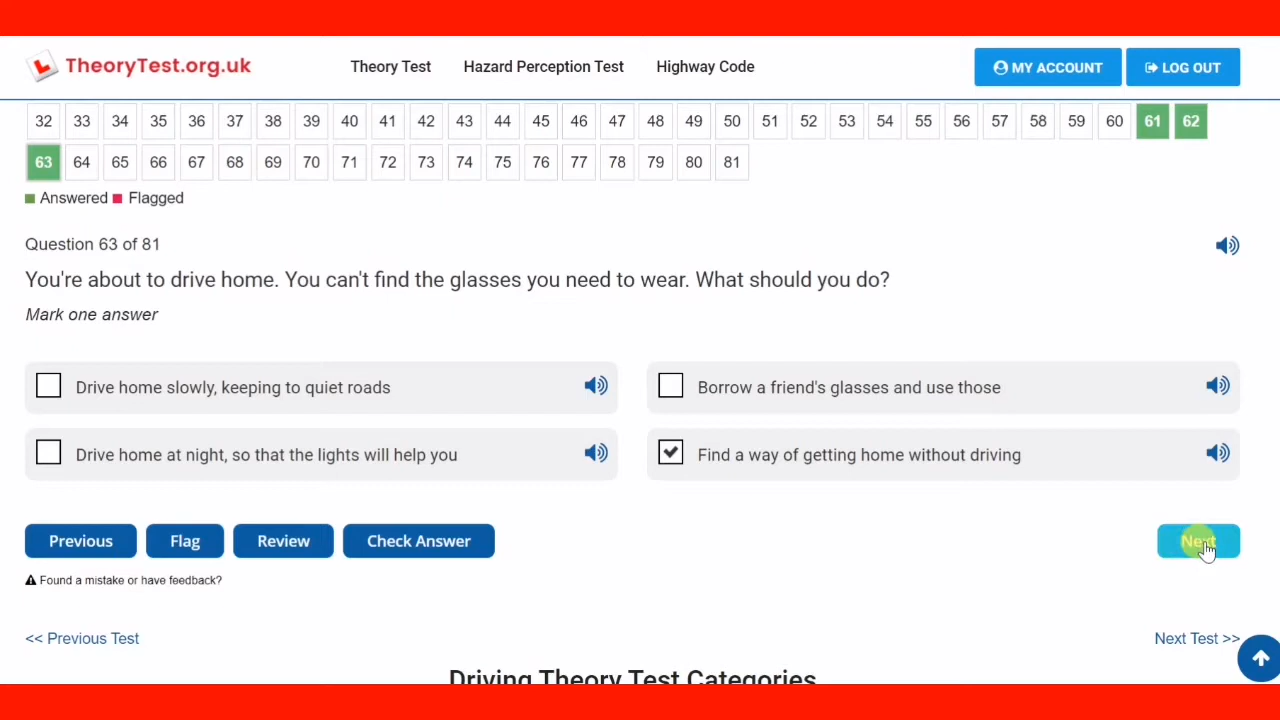 TheoryTest.org.uk
Theory Test Hazard Perception Test Highway Code
MY ACCOUNT LOG OUT
32 33 34 35 36 37 38 39 40 41 42 43 44 45 46 47 48 49 50 51 52 53 54 55 56 57 58 59 60 61 62
63 64 65 66 67 68 69 70 71 72 73 74 75 76 77 78 79 80 81
Answered Flagged
Question 63 of 81
You're about to drive home. You can't find the glasses you need to wear. What should you do?
Mark one answer
Drive home slowly, keeping to quiet roads
Borrow a friend's glasses and use those
Drive home at night, so that the lights will help you
Find a way of getting home without driving
Previous Flag Review Check Answer Next
Found a mistake or have feedback?
<< Previous Test Next Test >>
Driving Theory Test Categories